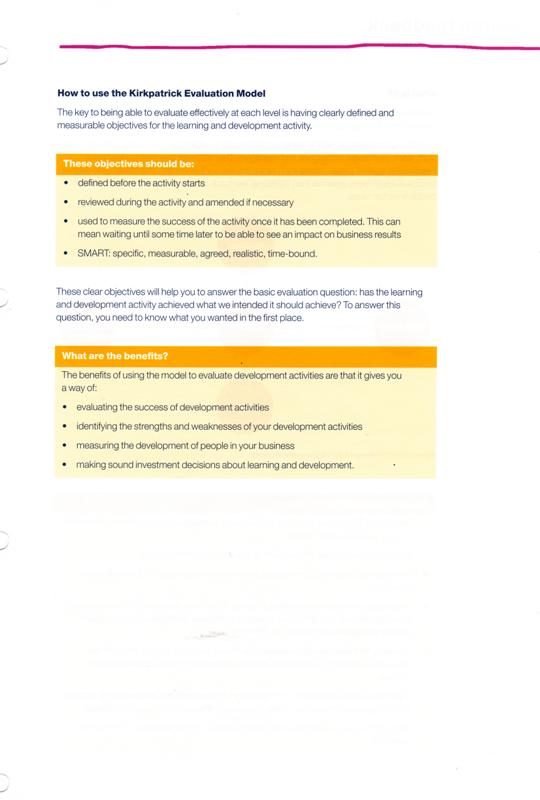 How to use the Kirkpatrick Evaluation Model
The key to being able to evaluate effectively at each level is having clearly defined and
measurable objectives for the learning and development activity.
These objectives should be:
• defined before the activity starts
• reviewed during the activity and amended if necessary
• used to measure the success of the activity once it has been completed. This can
mean waiting until some time later to be able to see an impact on business results
• SMART: specific, measurable, agreed, realistic, time-bound.
These clear objectives will help you to answer the basic evaluation question: has the learning
and development activity achieved what we intended it should achieve? To answer this
question, you need to know what you wanted in the first place.
What are the benefits?
The benefits of using the model to evaluate development activities are that it gives you
a way of:
• evaluating the success of development activities
• identifying the strengths and weaknesses of your development activities
• measuring the development of people in your business
• making sound investment decisions about learning and development.